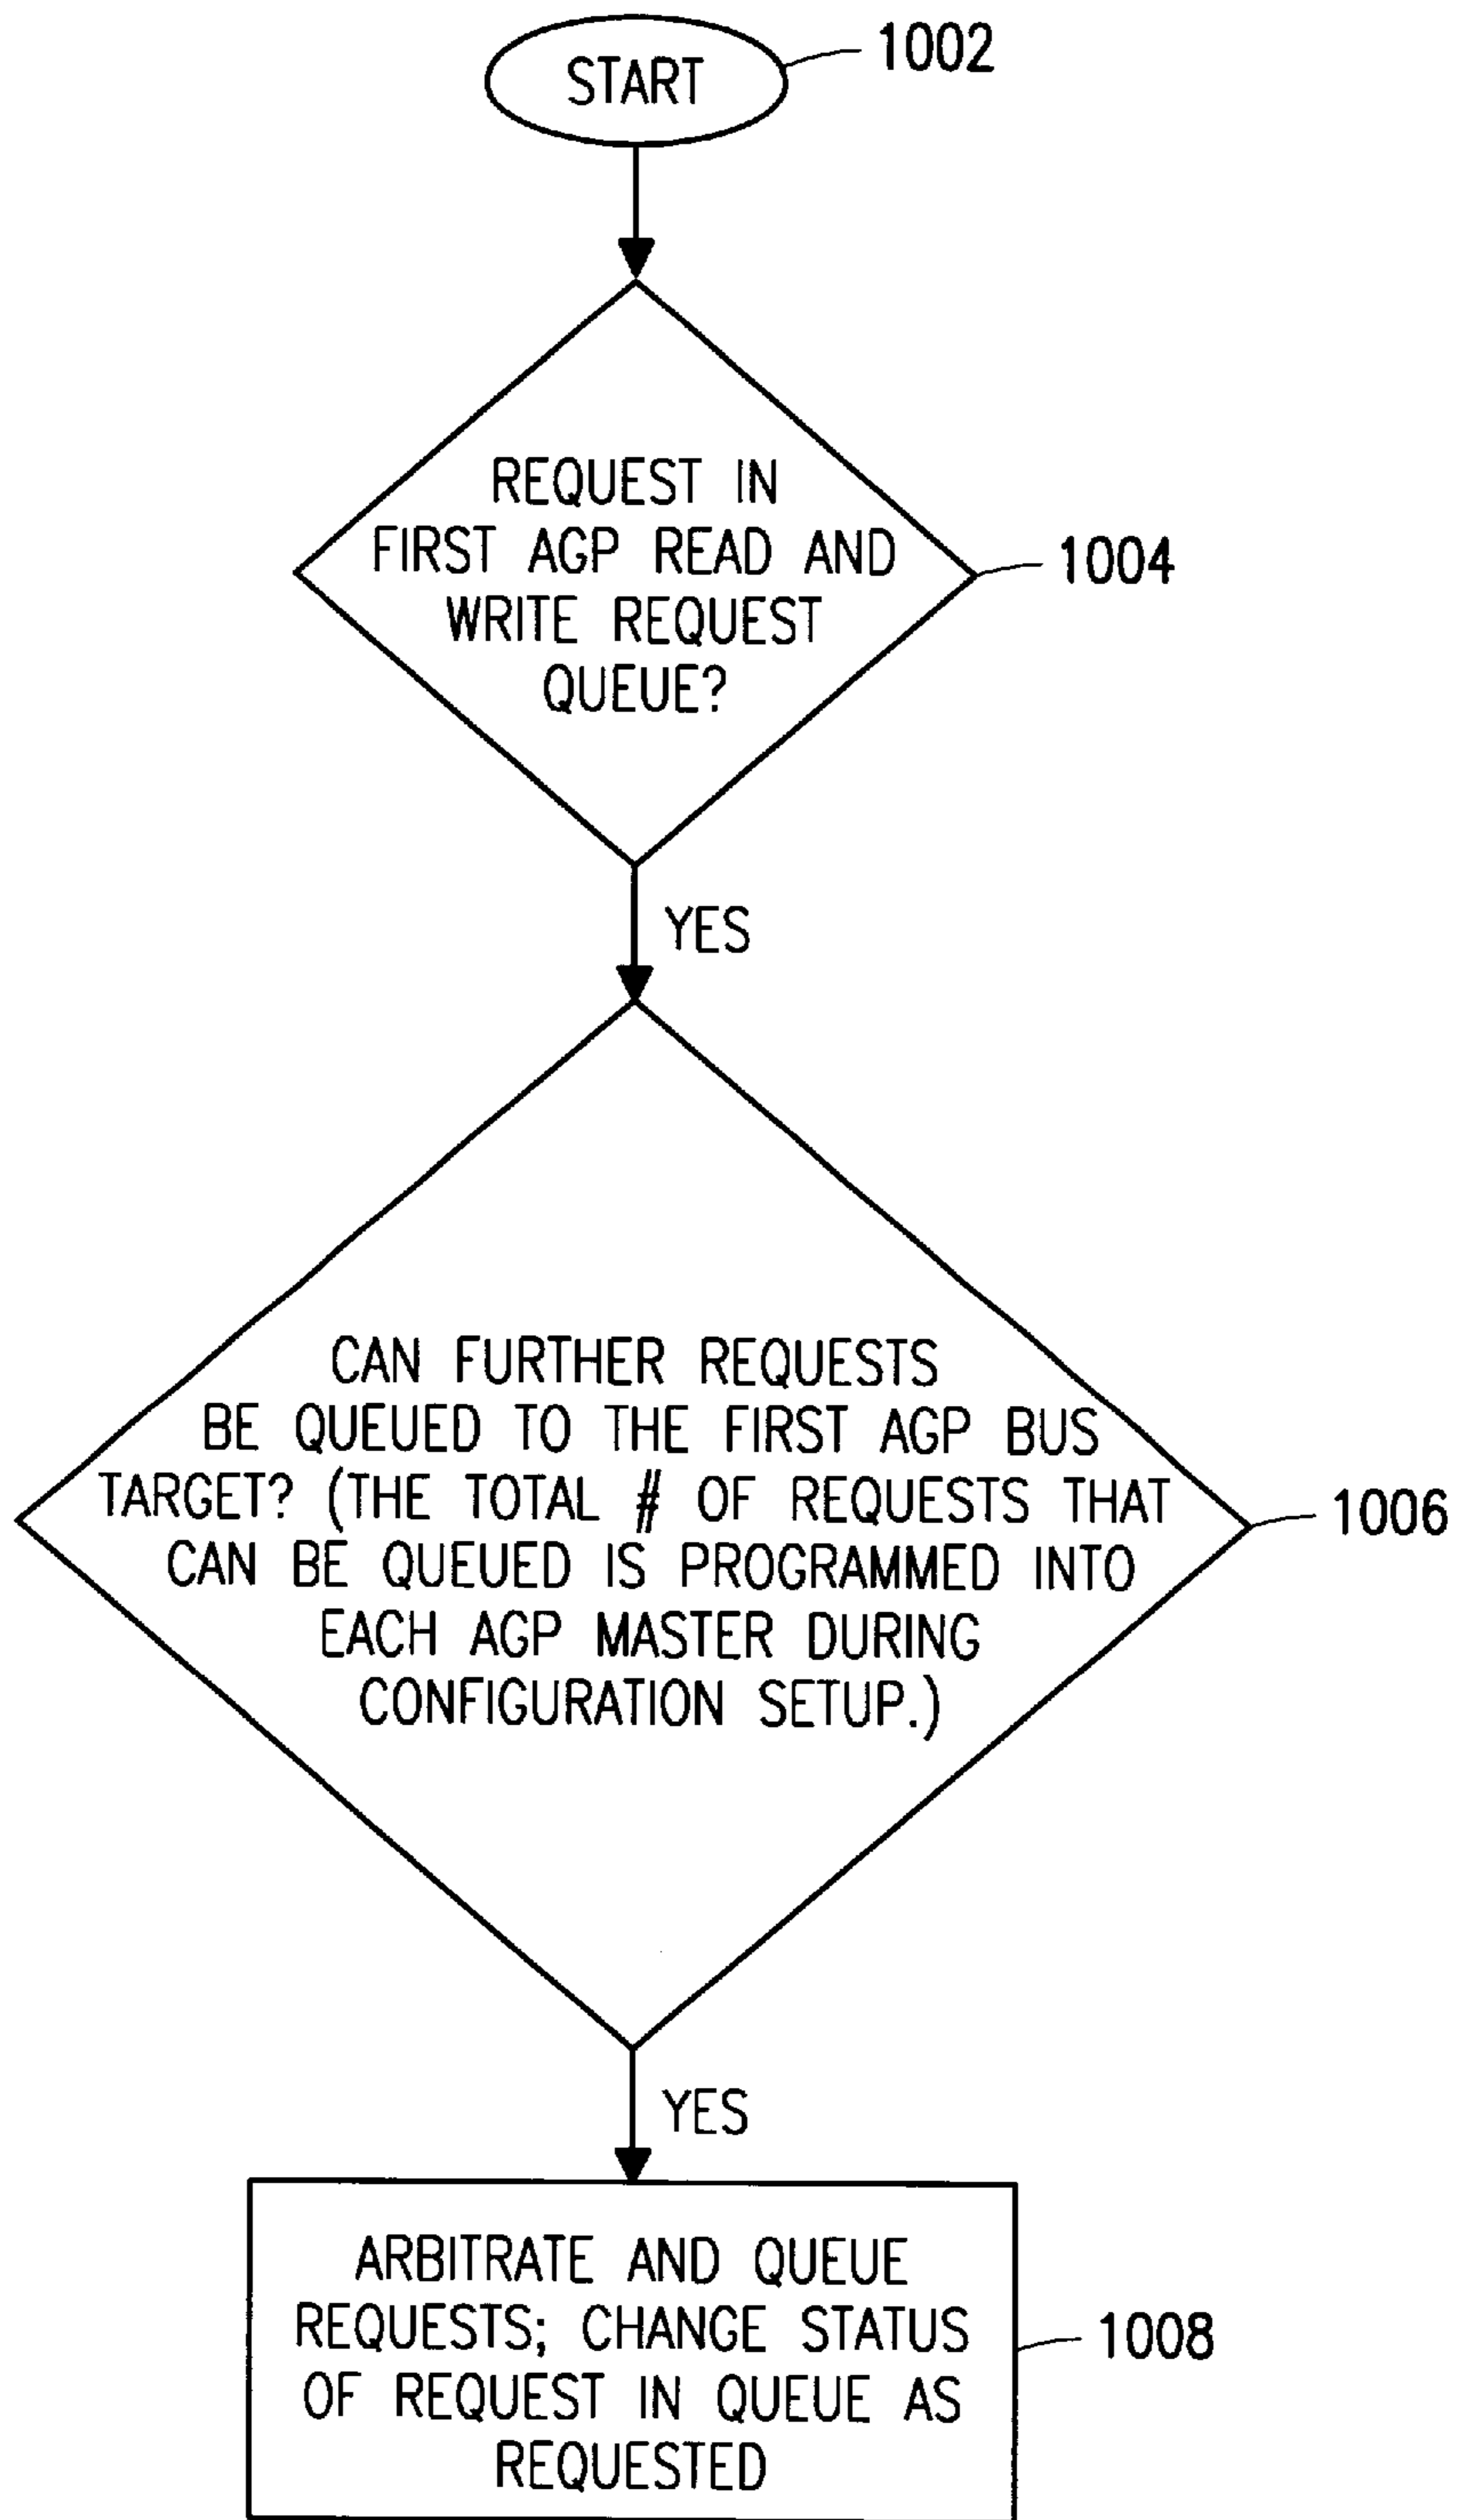 START
1002
REQUEST IN
FIRST AGP READ AND
WRITE REQUEST
QUEUE?
1004
YES
CAN FURTHER REQUESTS
BE QUEUED TO THE FIRST AGP BUS
TARGET? (THE TOTAL # OF REQUESTS THAT
CAN BE QUEUED IS PROGRAMMED INTO
EACH AGP MASTER DURING
CONFIGURATION SETUP.)
1006
YES
ARBITRATE AND QUEUE
REQUESTS; CHANGE STATUS
OF REQUEST IN QUEUE AS
REQUESTED
1008